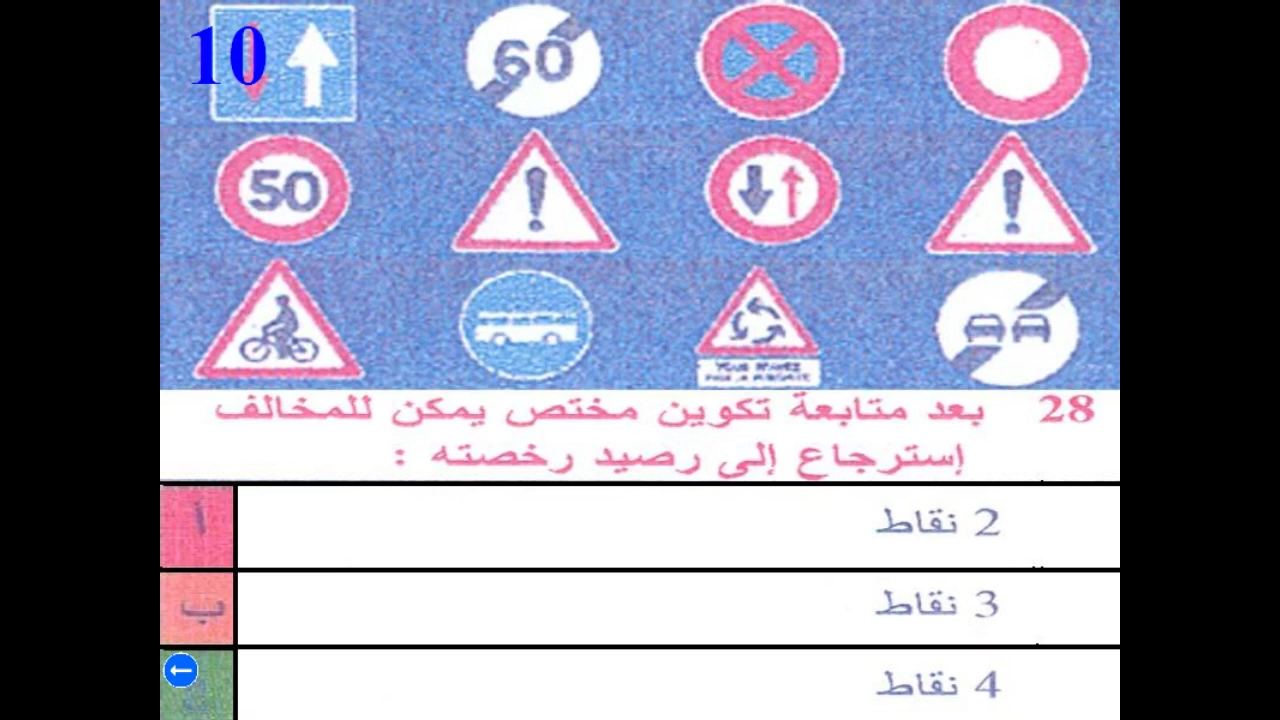 10
60
50
28 بعد متابعة تكوين مختص يمكن للمخالف
إسترجاع إلى رصيد رخصته :
أ 2 نقاط
ب 3 نقاط
4 نقاط